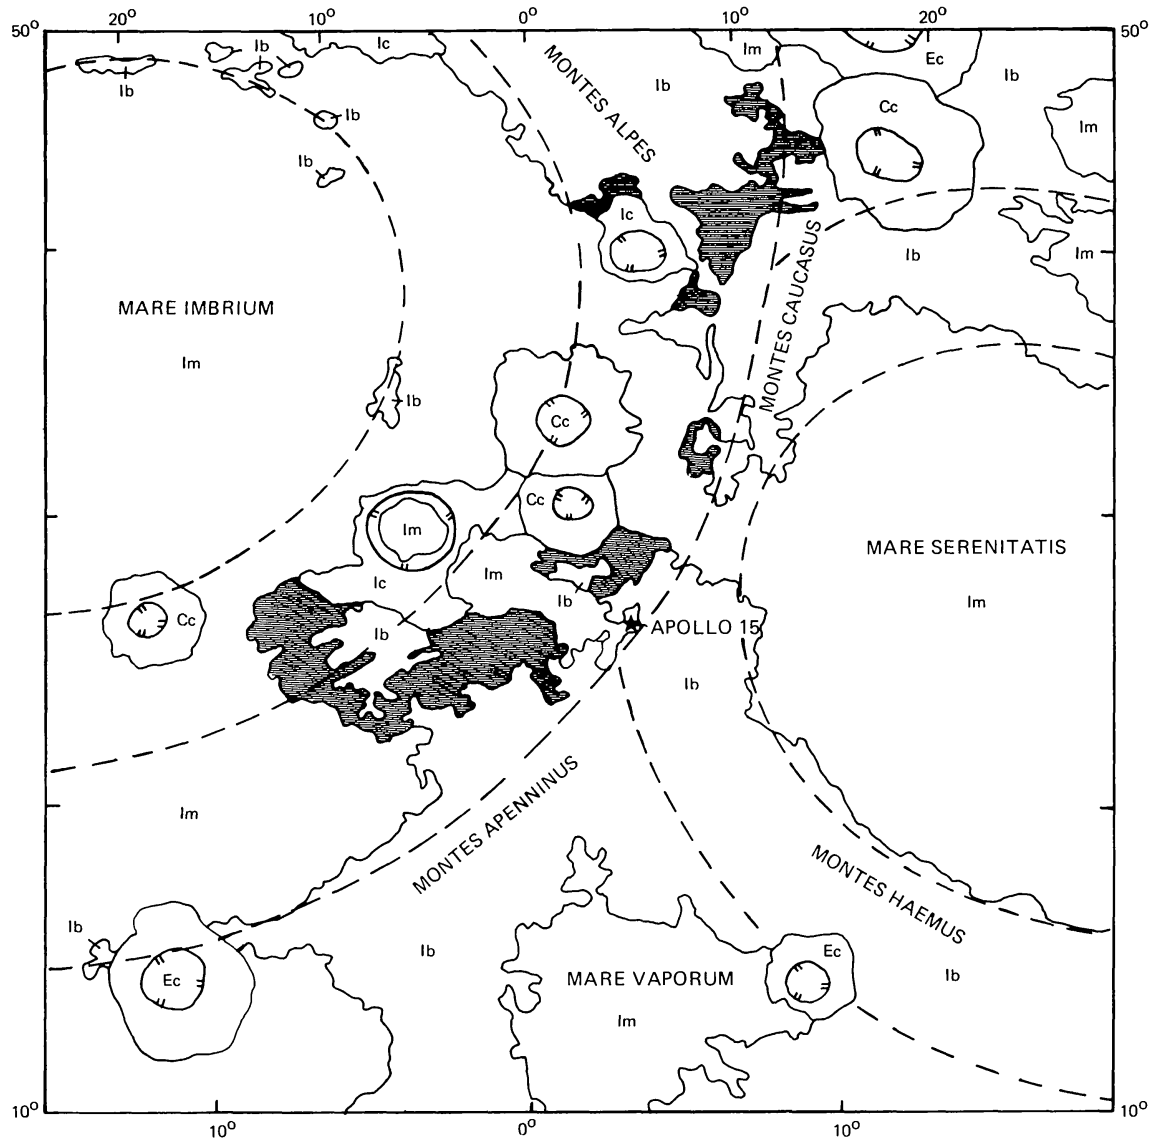 20° 10° 0° 10° 20°
50° 50°
Ib Ic Im Ec
Ib Ib Ib
MONTES ALPES
Cc
Ib
Im
Ib
Ic
MONTES CAUCASUS
Ib Im
MARE IMBRIUM
Im
Ib
Cc
Cc
Im
MARE SERENITATIS
Im
Ic
Ib
Im
Cc
Ib
APOLLO 15
Ib
MONTES APENNINUS
Im
MONTES HAEMUS
Ib
Ib
Ec
Ib
Ec
MARE VAPORUM
Im
10° 10°
10° 0° 10°